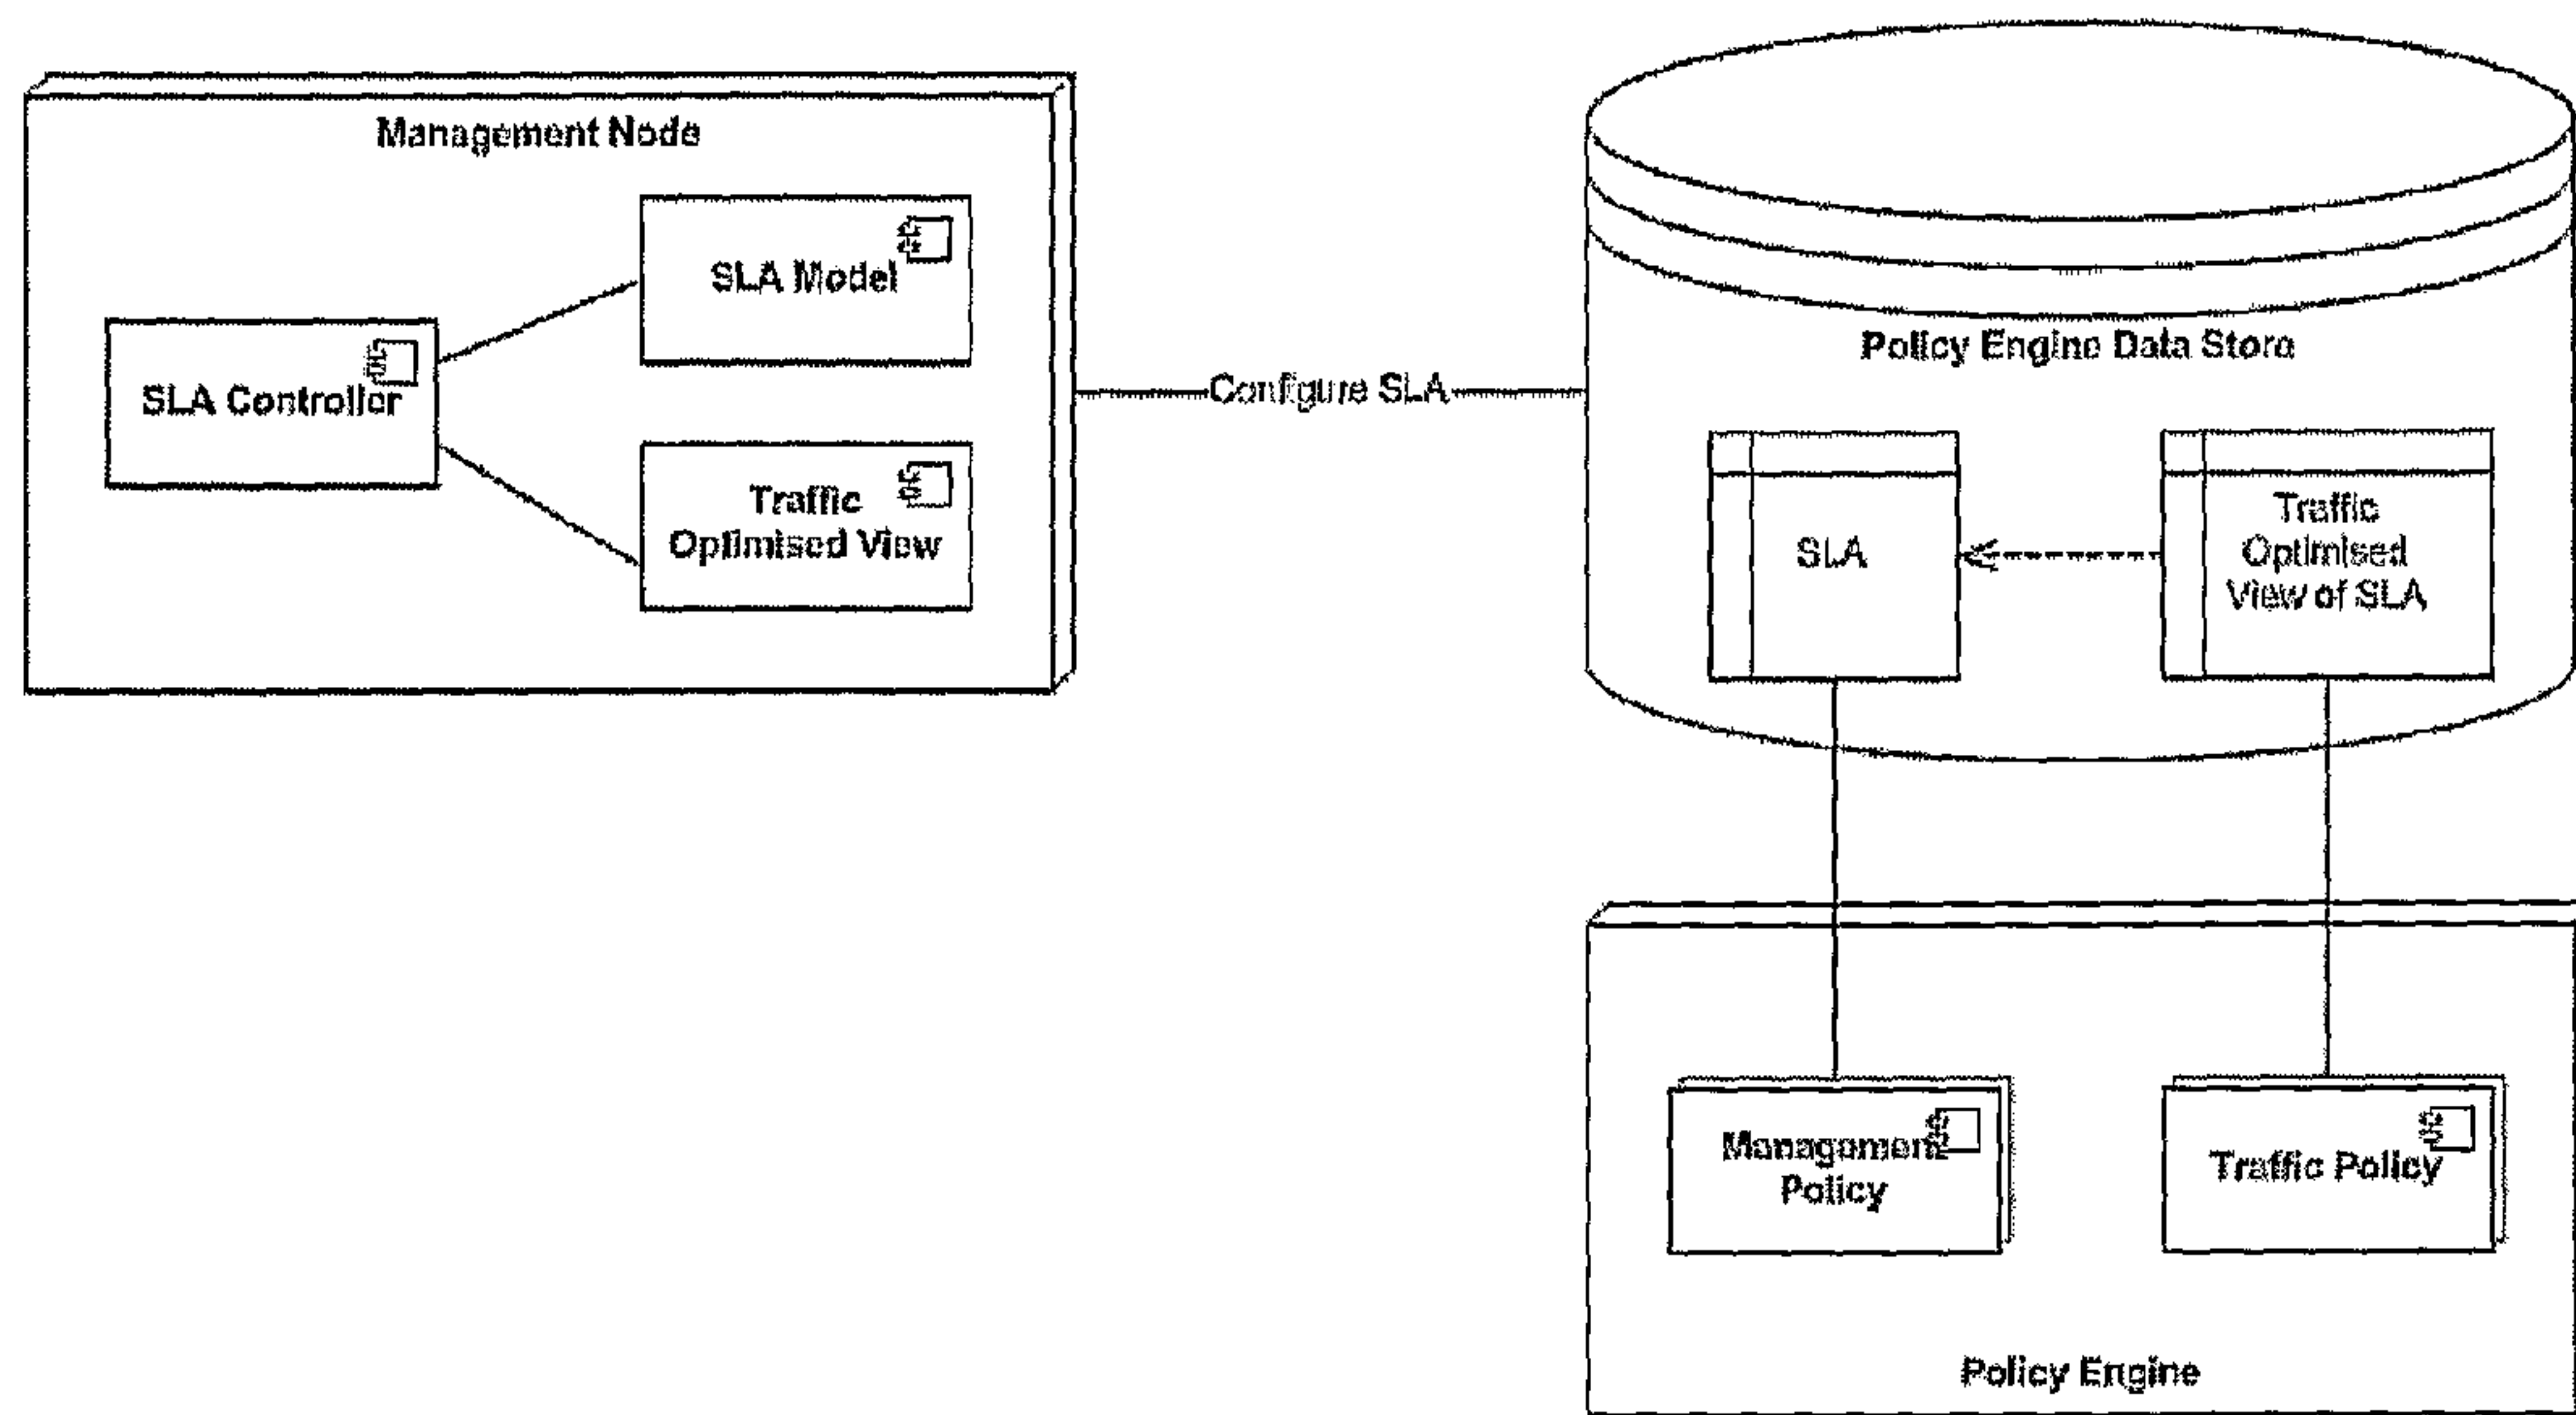 Management Node
SLA Model
SLA Controller
Traffic
Optimised View
Configure SLA
Policy Engine Data Store
SLA
Traffic
Optimised
View of SLA
Management
Policy
Traffic Policy
Policy Engine